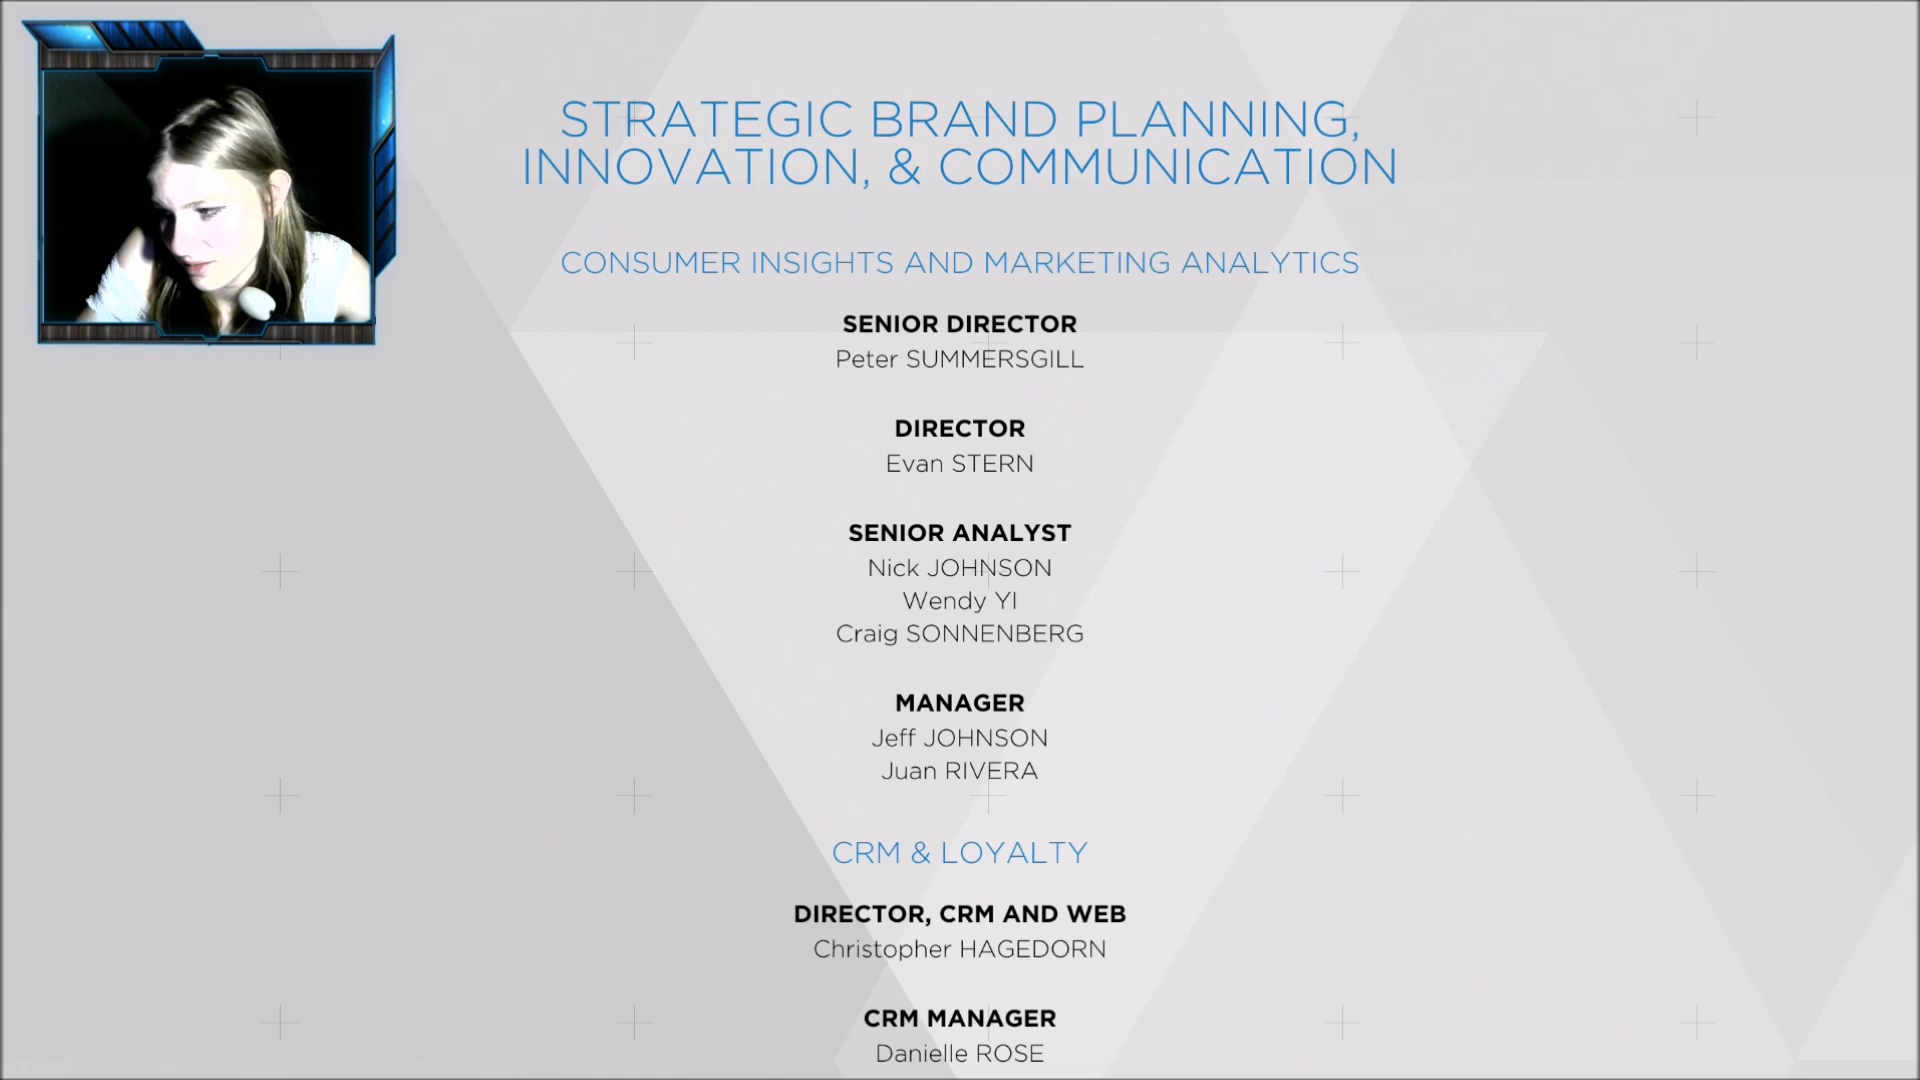 STRATEGIC BRAND PLANNING,
INNOVATION, & COMMUNICATION
CONSUMER INSIGHTS AND MARKETING ANALYTICS
SENIOR DIRECTOR
Peter SUMMERSGILL
DIRECTOR
Evan STERN
SENIOR ANALYST
Nick JOHNSON
Wendy YI
Craig SONNENBERG
MANAGER
Jeff JOHNSON
Juan RIVERA
CRM & LOYALTY
DIRECTOR, CRM AND WEB
Christopher HAGEDORN
CRM MANAGER
Danielle ROSE